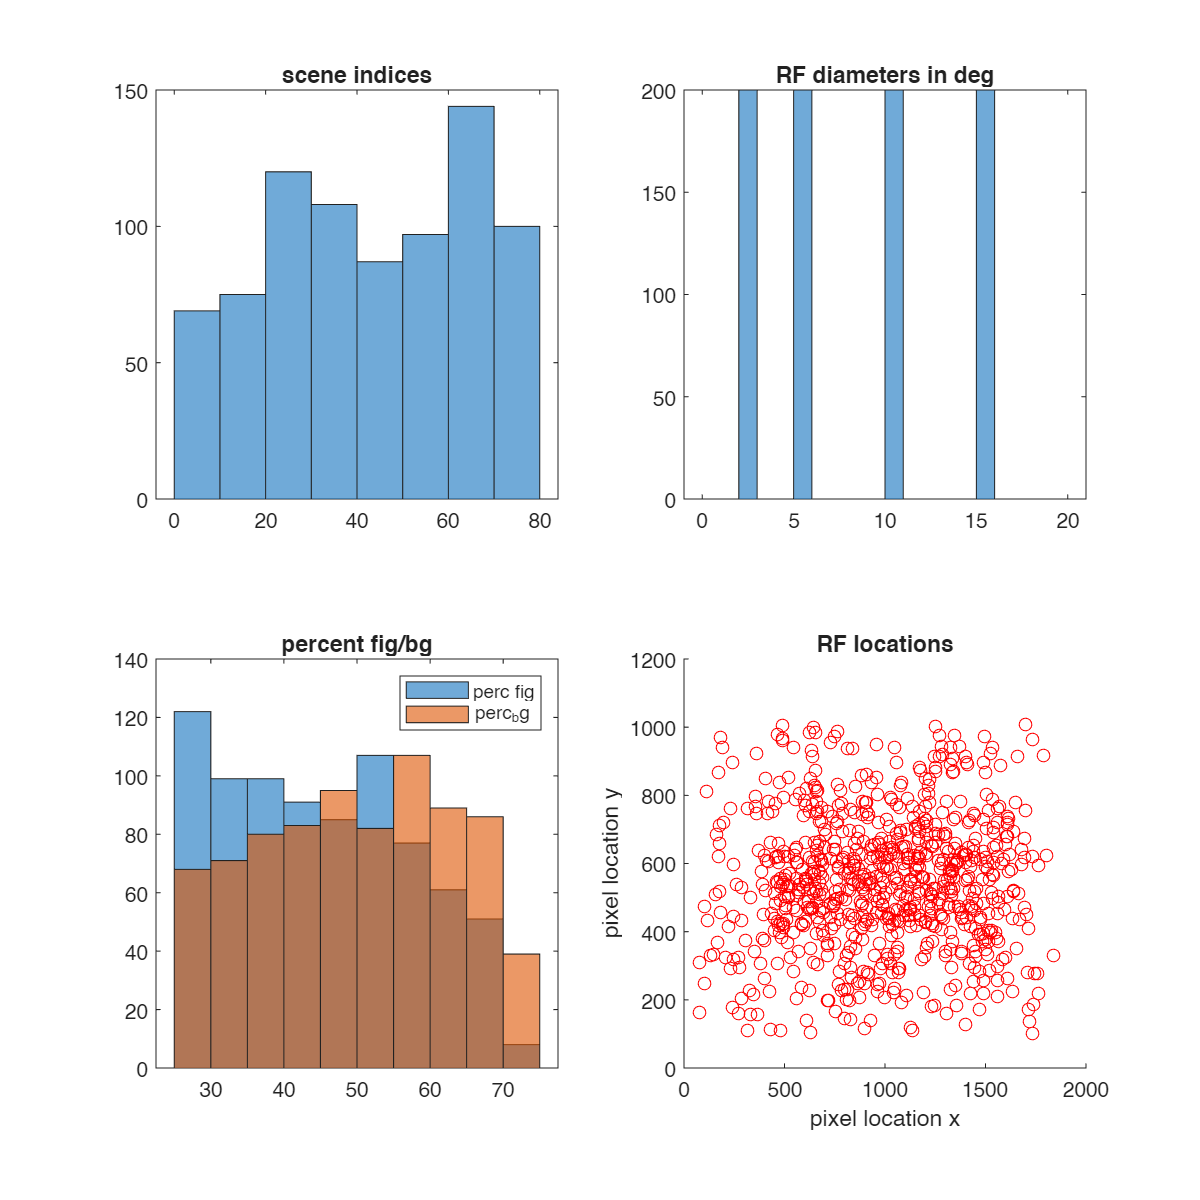 scene indices
150
100
50
0
0 20 40 60 80
RF diameters in deg
200
150
100
50
0
0 5 10 15 20
percent fig/bg
140
120
100
80
60
40
20
0
30 40 50 60 70
perc fig
perc_bg
RF locations
1200
1000
800
600
400
200
0
0 500 1000 1500 2000
pixel location y
pixel location x